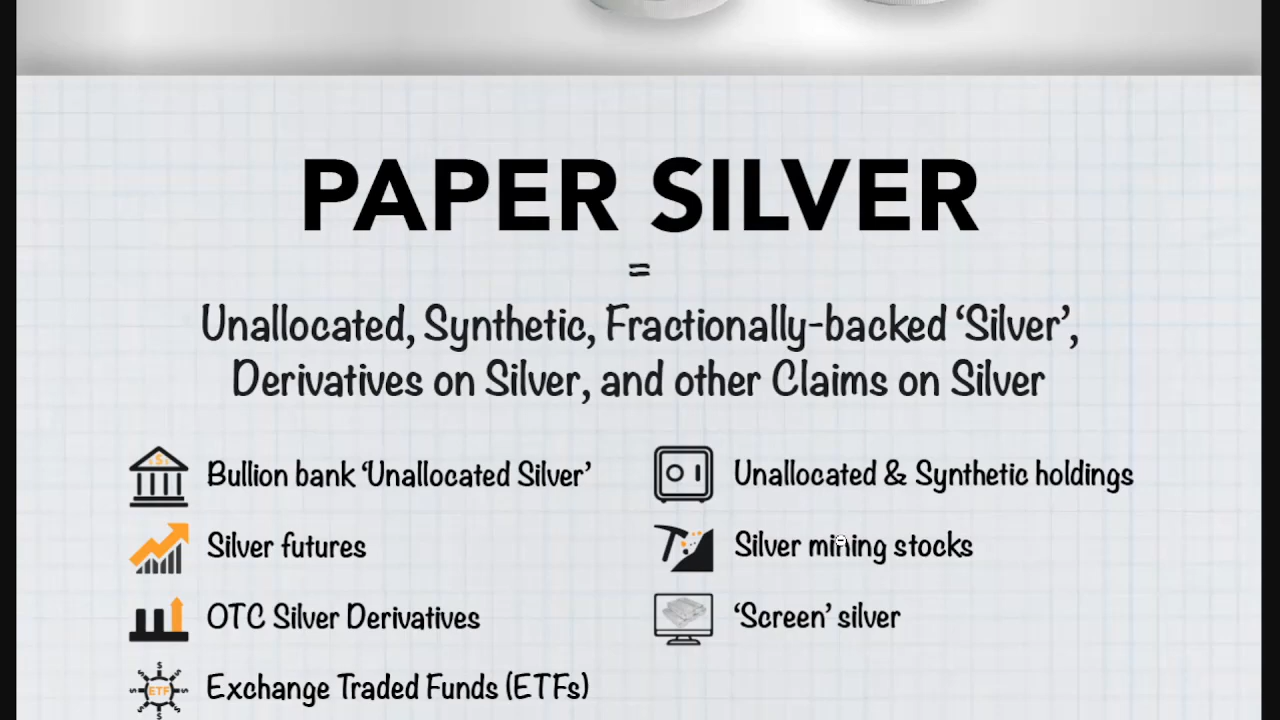 PAPER SILVER
=
Unallocated, Synthetic, Fractionally-backed ‘Silver’,
Derivatives on Silver, and other Claims on Silver
Bullion bank ‘Unallocated Silver’
Silver futures
OTC Silver Derivatives
ETF
Exchange Traded Funds (ETFs)
Unallocated & Synthetic holdings
Silver mining stocks
‘Screen’ silver